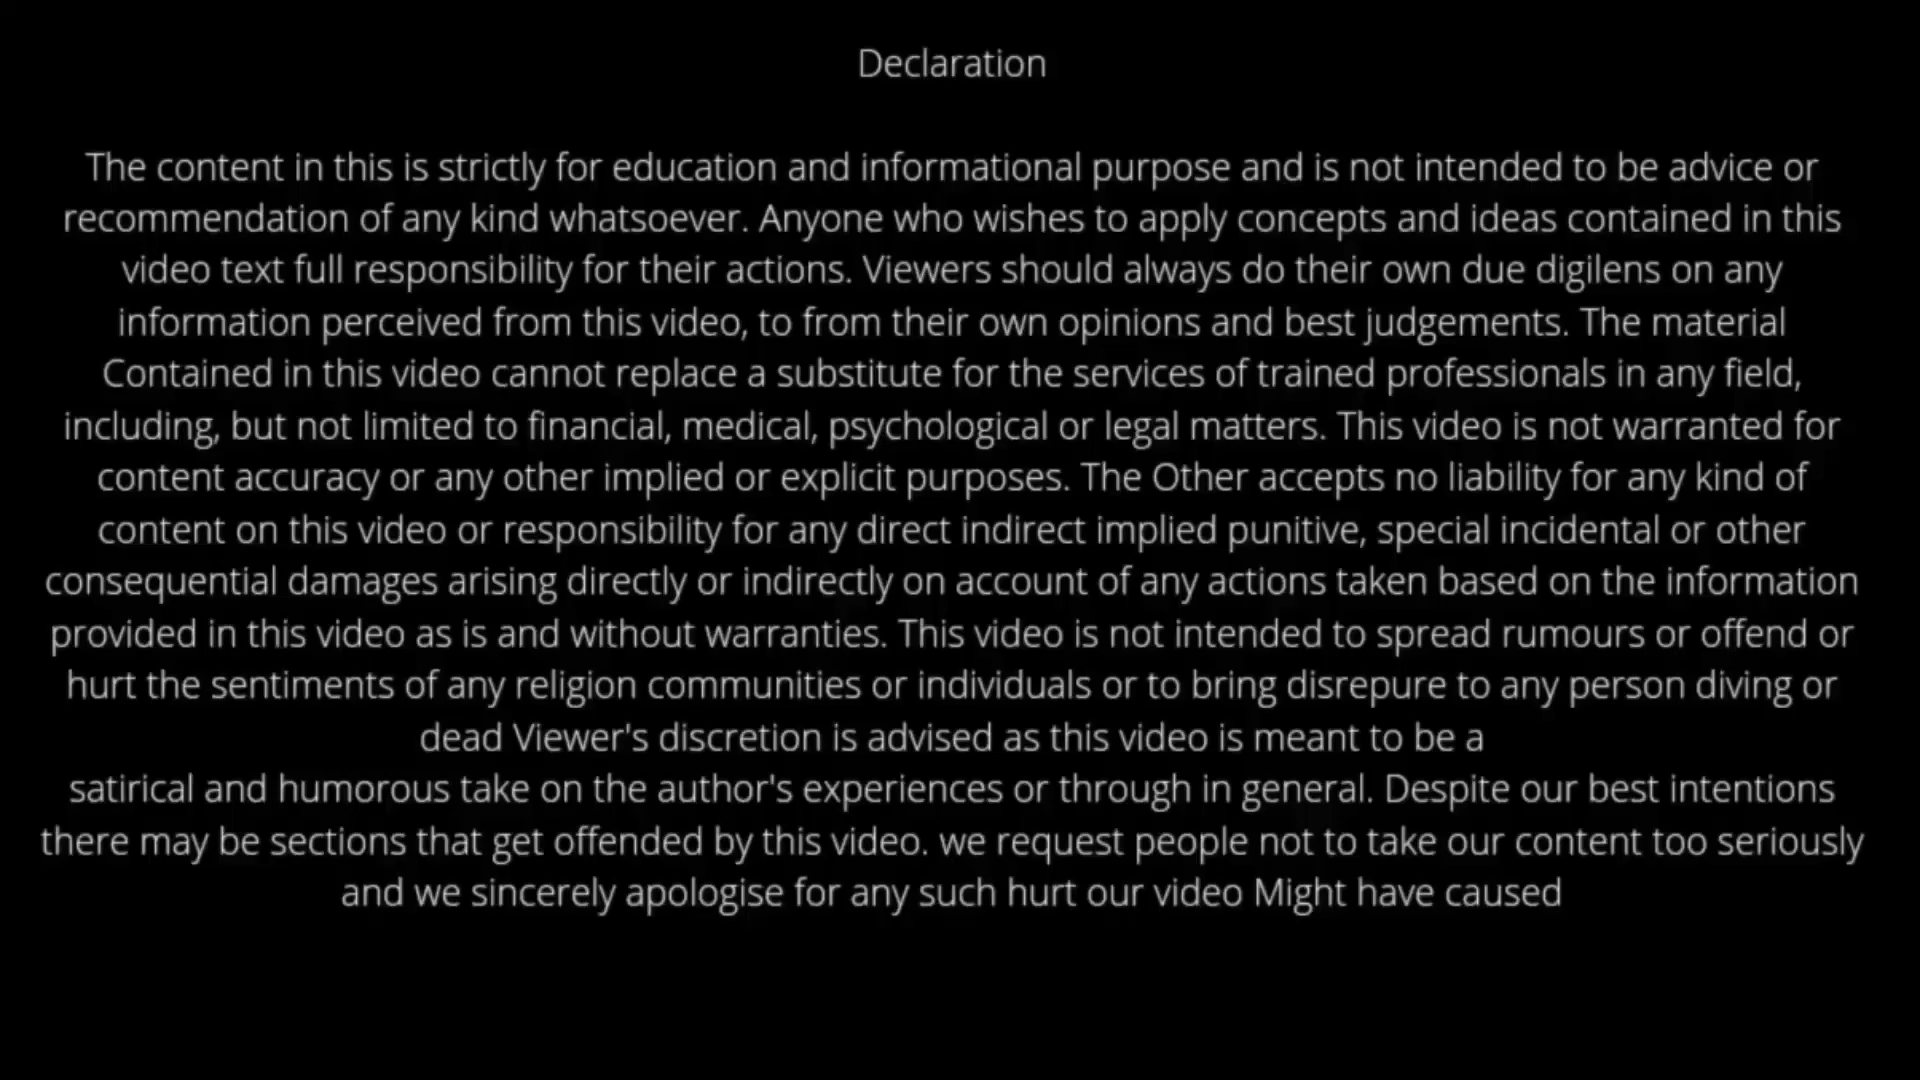 Declaration
The content in this is strictly for education and informational purpose and is not intended to be advice or
recommendation of any kind whatsoever. Anyone who wishes to apply concepts and ideas contained in this
video text full responsibility for their actions. Viewers should always do their own due digilens on any
information perceived from this video, to from their own opinions and best judgements. The material
Contained in this video cannot replace a substitute for the services of trained professionals in any field,
including, but not limited to financial, medical, psychological or legal matters. This video is not warranted for
content accuracy or any other implied or explicit purposes. The Other accepts no liability for any kind of
content on this video or responsibility for any direct indirect implied punitive, special incidental or other
consequential damages arising directly or indirectly on account of any actions taken based on the information
provided in this video as is and without warranties. This video is not intended to spread rumours or offend or
hurt the sentiments of any religion communities or individuals or to bring disrepure to any person diving or
dead Viewer's discretion is advised as this video is meant to be a
satirical and humorous take on the author's experiences or through in general. Despite our best intentions
there may be sections that get offended by this video. we request people not to take our content too seriously
and we sincerely apologise for any such hurt our video Might have caused